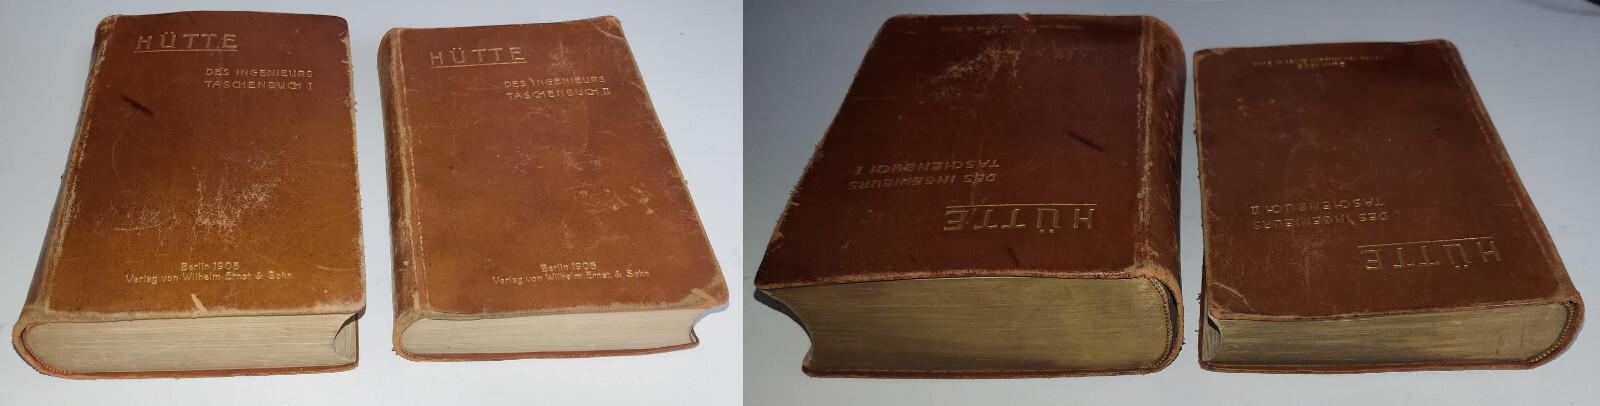 HÜTTE
DES INGENIEURS
TASCHENBUCH I
Berlin 1905
Verlag von Wilhelm Ernst & Sohn
HÜTTE
DES INGENIEURS
TASCHENBUCH II
Berlin 1905
Verlag von Wilhelm Ernst & Sohn
HÜTTE
DES INGENIEURS
TASCHENBUCH I
HÜTTE
DES INGENIEURS
TASCHENBUCH II